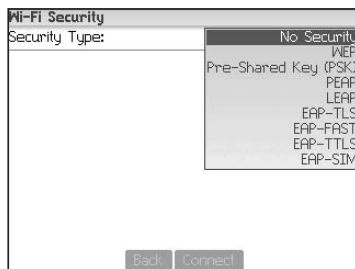 Wi-Fi Security
Security Type:
No Security
WEP
Pre-Shared Key (PSK)
PEAP
LEAP
EAP-TLS
EAP-FAST
EAP-TTLS
EAP-SIM
Back Connect